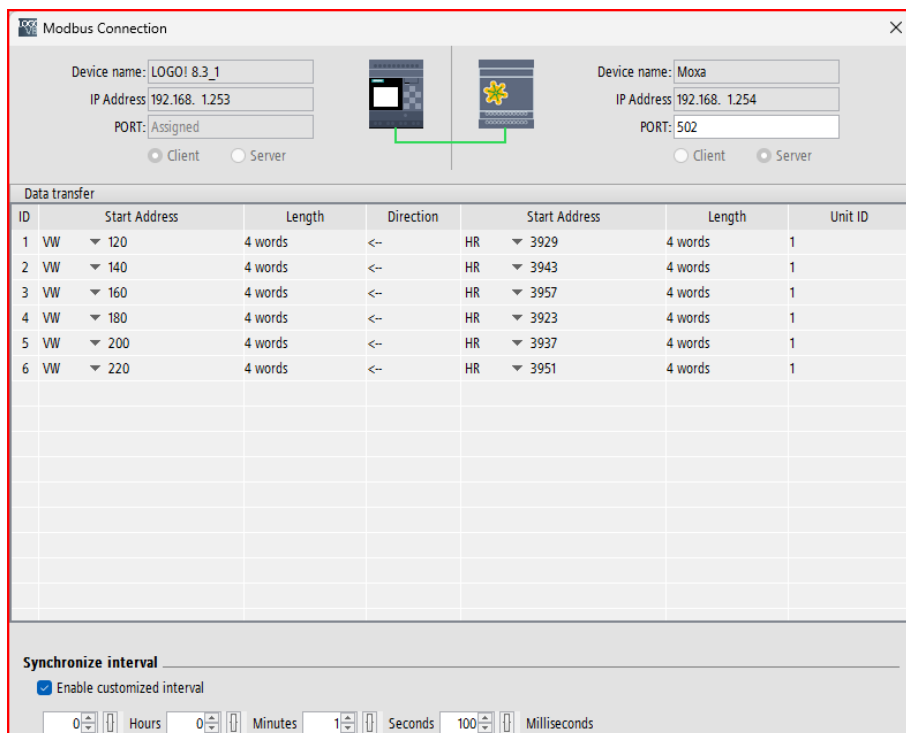 Modbus Connection
Device name: LOGO! 8.3_1 Device name: Moxa
IP Address 192.168. 1.253 IP Address 192.168. 1.254
PORT: Assigned PORT: 502
Client Server Client Server
Data transfer
ID Start Address Length Direction Start Address Length Unit ID
1 VW 120 4 words <-- HR 3929 4 words 1
2 VW 140 4 words <-- HR 3943 4 words 1
3 VW 160 4 words <-- HR 3957 4 words 1
4 VW 180 4 words <-- HR 3923 4 words 1
5 VW 200 4 words <-- HR 3937 4 words 1
6 VW 220 4 words <-- HR 3951 4 words 1
Synchronize interval
Enable customized interval
0 Hours 0 Minutes 1 Seconds 100 Milliseconds